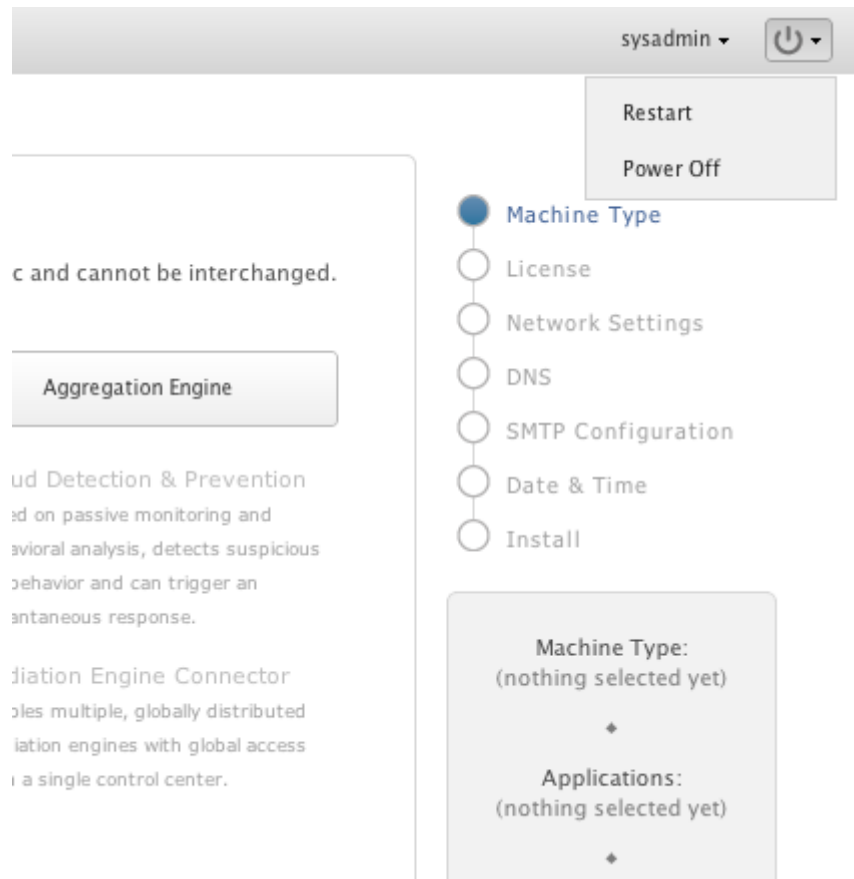 sysadmin
Restart
Power Off
c and cannot be interchanged.
Aggregation Engine
ud Detection & Prevention
ed on passive monitoring and
avioral analysis, detects suspicious
behavior and can trigger an
antaneous response.
diation Engine Connector
bles multiple, globally distributed
iation engines with global access
a single control center.
Machine Type
License
Network Settings
DNS
SMTP Configuration
Date & Time
Install
Machine Type:
(nothing selected yet)
Applications:
(nothing selected yet)